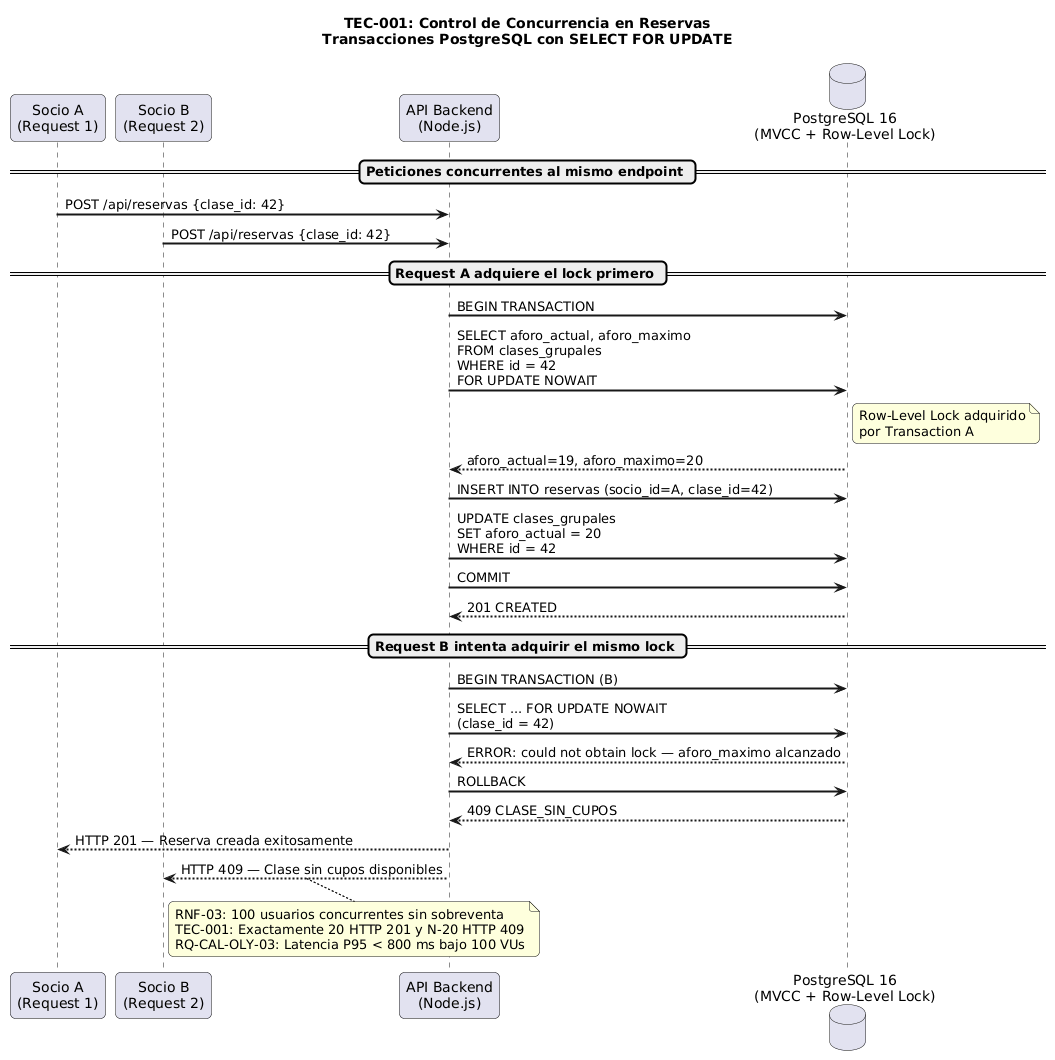 TEC-001: Control de Concurrencia en Reservas
Transacciones PostgreSQL con SELECT FOR UPDATE
Socio A
(Request 1)
Socio B
(Request 2)
API Backend
(Node.js)
PostgreSQL 16
(MVCC + Row-Level Lock)
Peticiones concurrentes al mismo endpoint
POST /api/reservas {clase_id: 42}
POST /api/reservas {clase_id: 42}
Request A adquiere el lock primero
BEGIN TRANSACTION
SELECT aforo_actual, aforo_maximo
FROM clases_grupales
WHERE id = 42
FOR UPDATE NOWAIT
Row-Level Lock adquirido
por Transaction A
aforo_actual=19, aforo_maximo=20
INSERT INTO reservas (socio_id=A, clase_id=42)
UPDATE clases_grupales
SET aforo_actual = 20
WHERE id = 42
COMMIT
201 CREATED
Request B intenta adquirir el mismo lock
BEGIN TRANSACTION (B)
SELECT ... FOR UPDATE NOWAIT
(clase_id = 42)
ERROR: could not obtain lock — aforo_maximo alcanzado
ROLLBACK
409 CLASE_SIN_CUPOS
HTTP 201 — Reserva creada exitosamente
HTTP 409 — Clase sin cupos disponibles
RNF-03: 100 usuarios concurrentes sin sobreventa
TEC-001: Exactamente 20 HTTP 201 y N-20 HTTP 409
RQ-CAL-OLY-03: Latencia P95 < 800 ms bajo 100 VUs
Socio A
(Request 1)
Socio B
(Request 2)
API Backend
(Node.js)
PostgreSQL 16
(MVCC + Row-Level Lock)